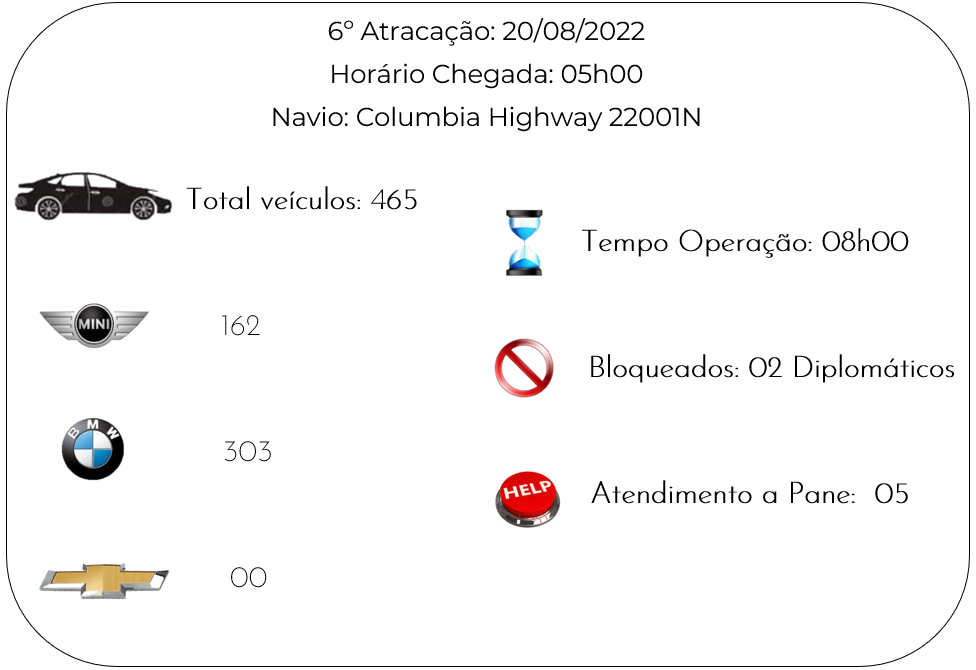 6º Atracação: 20/08/2022
Horário Chegada: 05h00
Navio: Columbia Highway 22001N
Total veículos: 465
MINI 162
BMW 303
00
Tempo Operação: 08h00
Bloqueados: 02 Diplomáticos
HELP Atendimento a Pane: 05